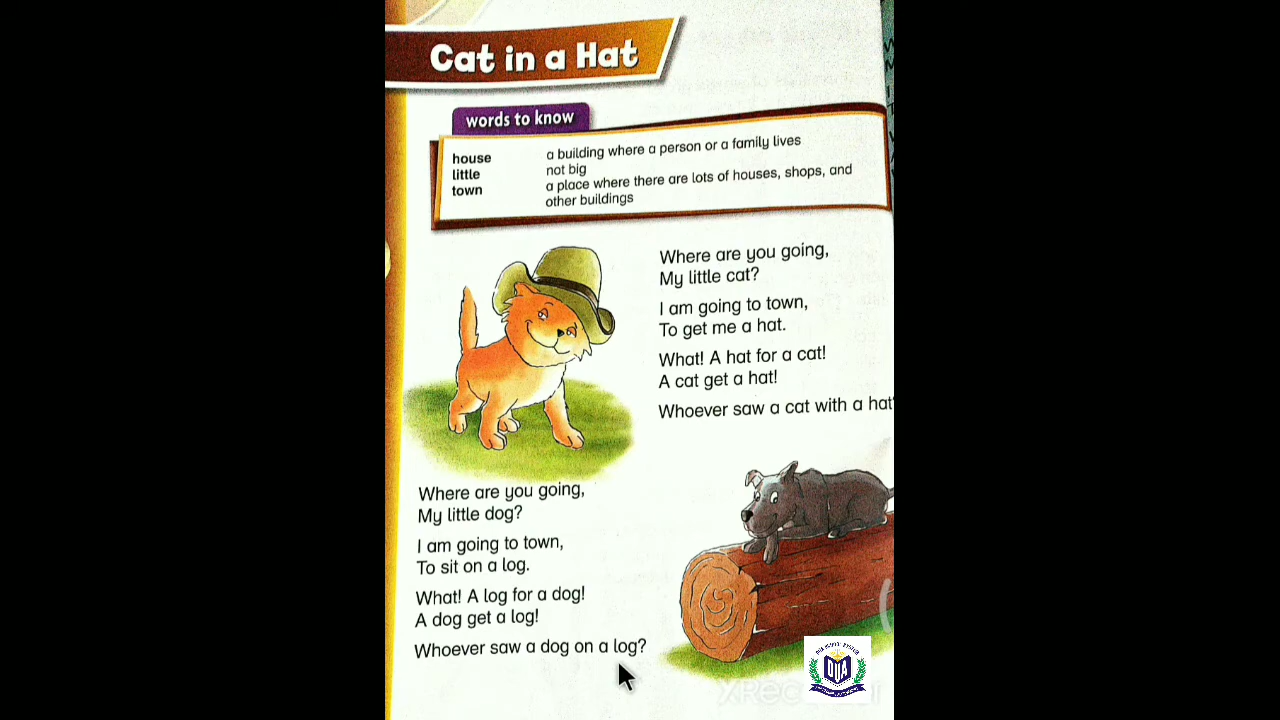 Cat in a Hat
words to know
house a building where a person or a family lives
little not big
town a place where there are lots of houses, shops, and
other buildings
Where are you going,
My little cat?
I am going to town,
To get me a hat.
What! A hat for a cat!
A cat get a hat!
Whoever saw a cat with a hat
Where are you going,
My little dog?
I am going to town,
To sit on a log.
What! A log for a dog!
A dog get a log!
Whoever saw a dog on a log?